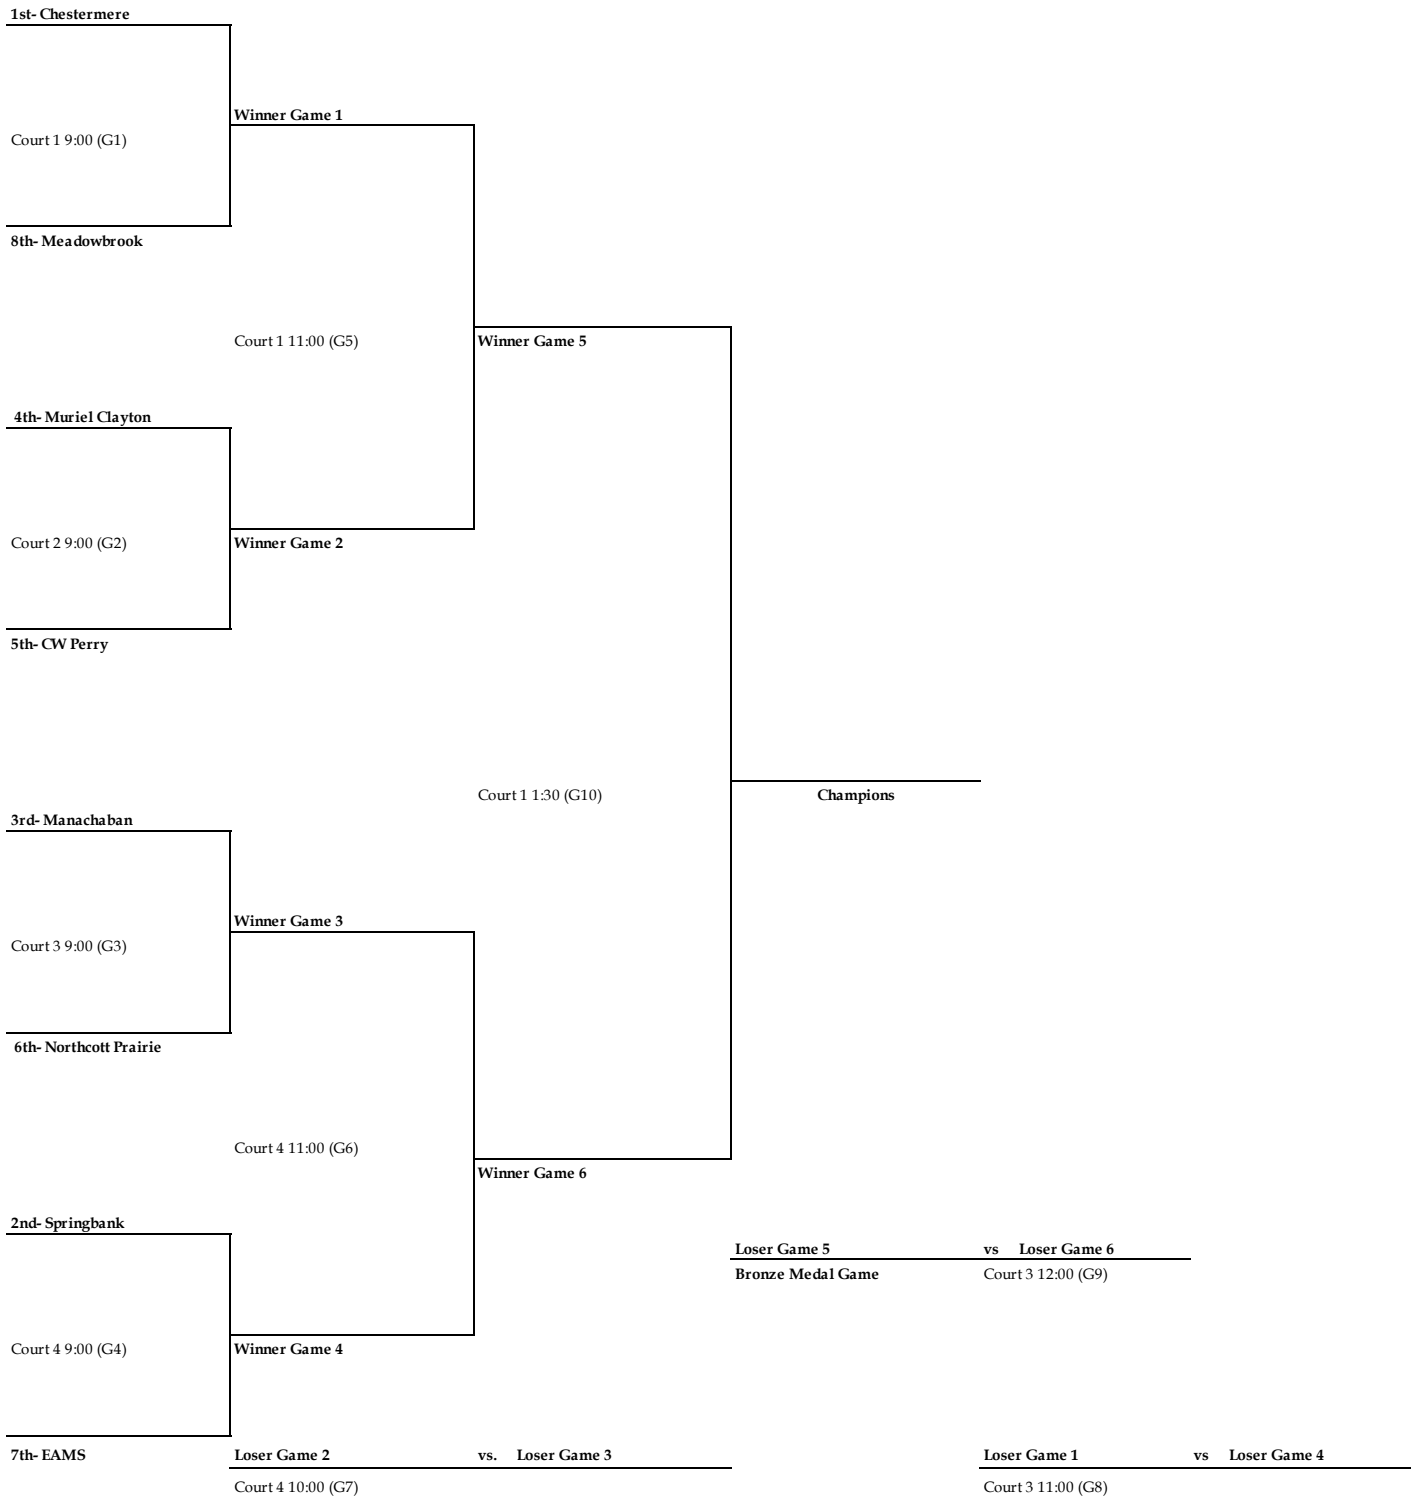 1st- Chestermere
Winner Game 1
Court 1 9:00 (G1)
8th- Meadowbrook
Court 1 11:00 (G5)
Winner Game 5
4th- Muriel Clayton
Court 2 9:00 (G2)
Winner Game 2
5th- CW Perry
Court 1 1:30 (G10)
Champions
3rd- Manachaban
Winner Game 3
Court 3 9:00 (G3)
6th- Northcott Prairie
Court 4 11:00 (G6)
Winner Game 6
2nd- Springbank
Loser Game 5 vs Loser Game 6
Bronze Medal Game Court 3 12:00 (G9)
Court 4 9:00 (G4)
Winner Game 4
7th- EAMS
Loser Game 2 vs. Loser Game 3
Loser Game 1 vs Loser Game 4
Court 4 10:00 (G7)
Court 3 11:00 (G8)